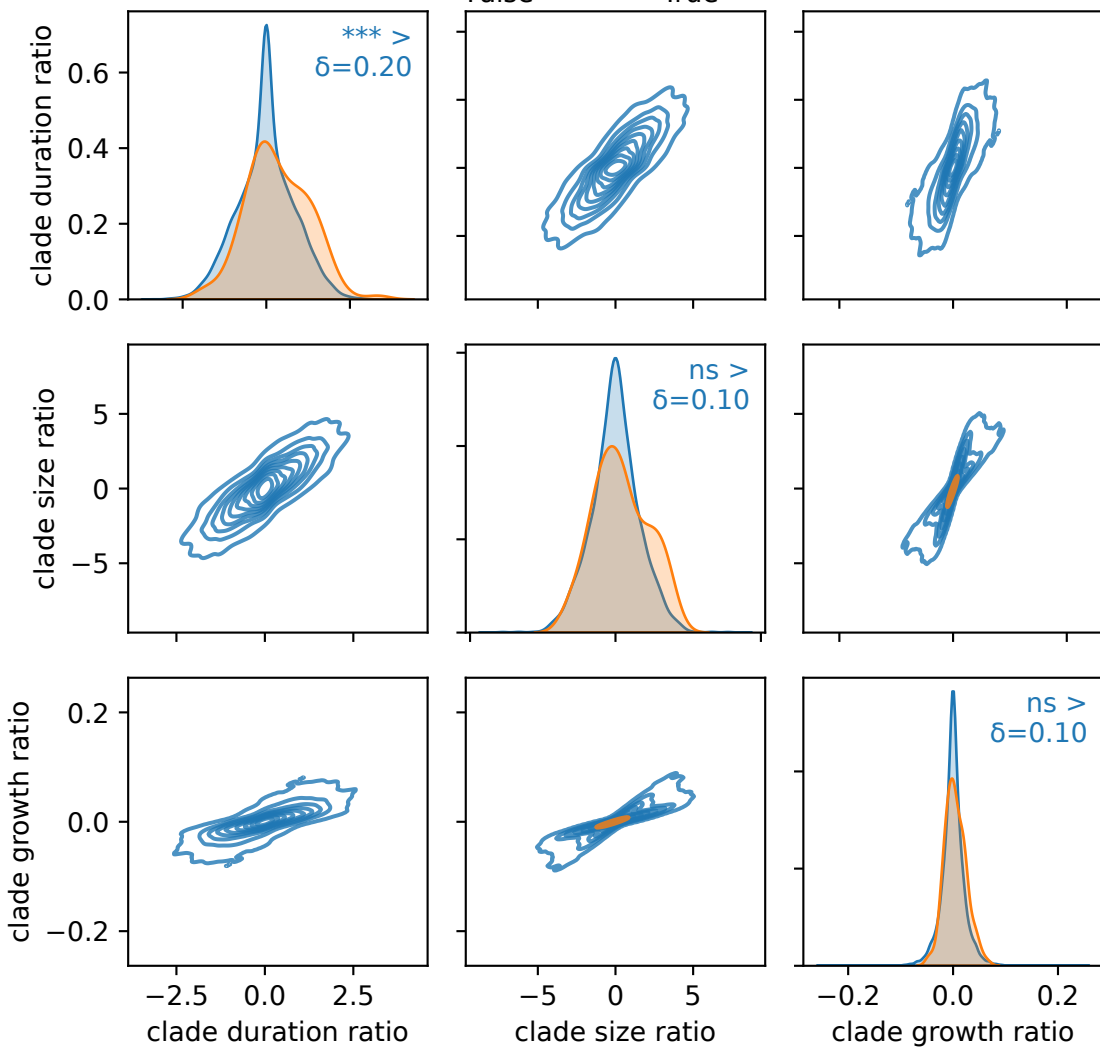 clade duration ratio
0.6
0.4
0.2
0.0
*** >
δ=0.20
clade size ratio
5
0
−5
ns >
δ=0.10
clade growth ratio
0.2
0.0
−0.2
ns >
δ=0.10
−2.5 0.0 2.5
−5 0 5
−0.2 0.0 0.2
clade duration ratio
clade size ratio
clade growth ratio